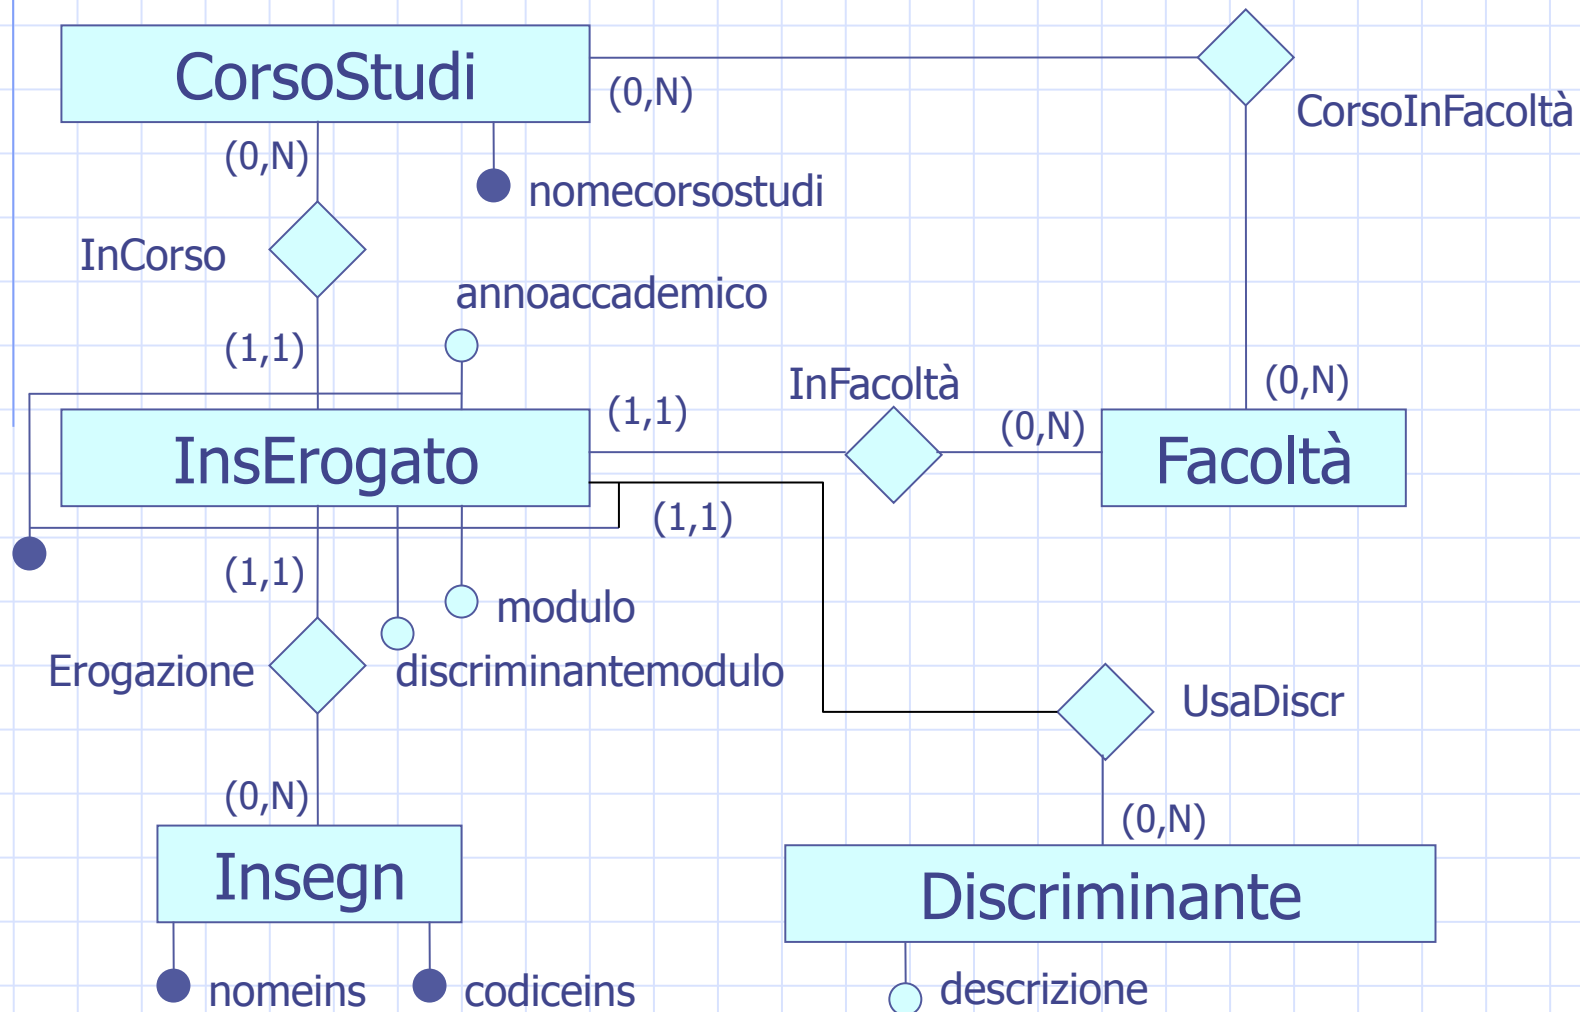 CorsoStudi
(0,N)
CorsoInFacoltà
(0,N)
nomecorsostudi
InCorso
annoaccademico
(1,1)
InFacoltà
(0,N)
(1,1)
(0,N)
InsErogato
Facoltà
(1,1)
(1,1)
modulo
Erogazione
discriminantemodulo
UsaDiscr
(0,N)
(0,N)
Insegn
Discriminante
nomeins
codiceins
descrizione